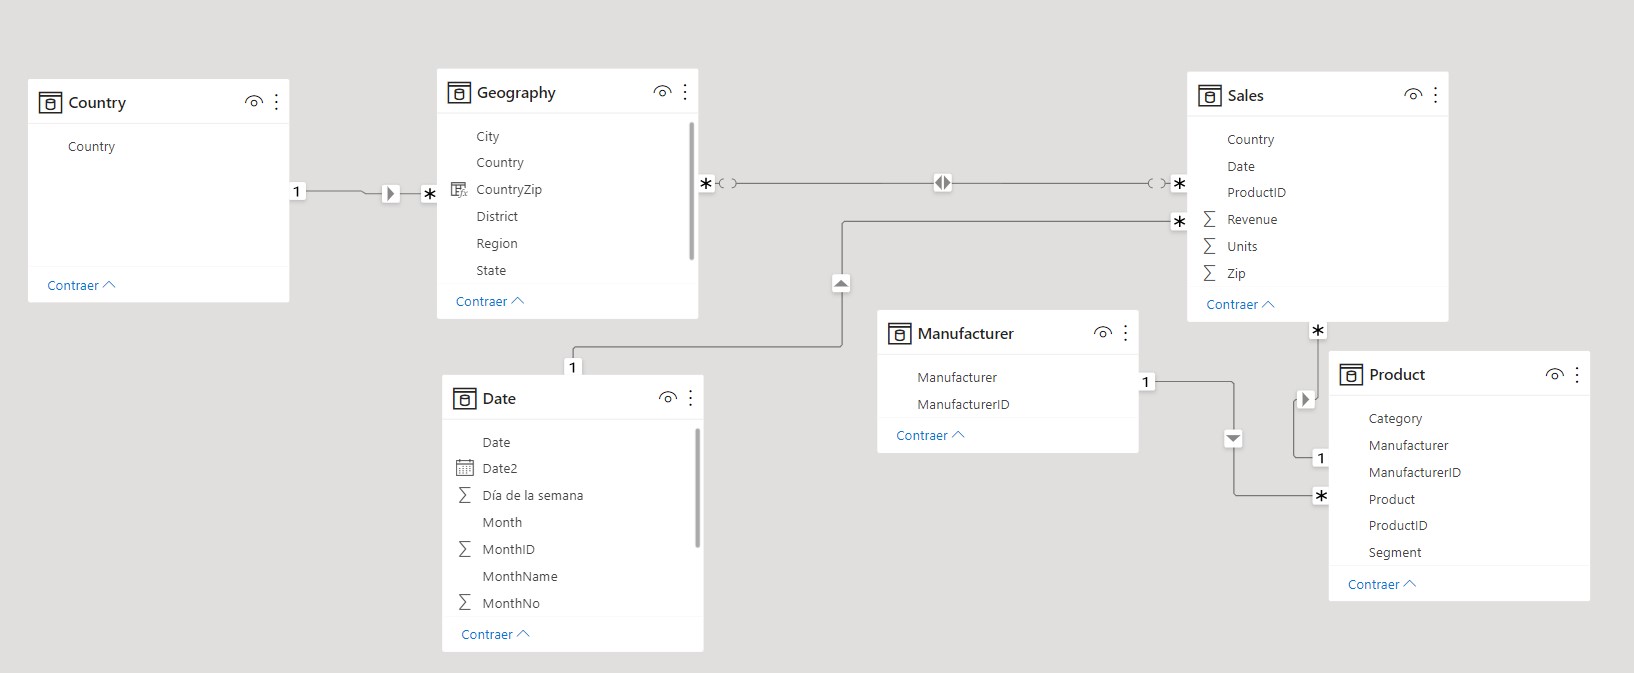 Country
Country
Contraer
1
*
Geography
City
Country
CountryZip
District
Region
State
Contraer
*
*
*
Sales
Country
Date
ProductID
Revenue
Units
Zip
Contraer
*
1
Date
Date
Date2
Día de la semana
Month
MonthID
MonthName
MonthNo
Contraer
Manufacturer
Manufacturer
ManufacturerID
Contraer
1
1
*
Product
Category
Manufacturer
ManufacturerID
Product
ProductID
Segment
Contraer